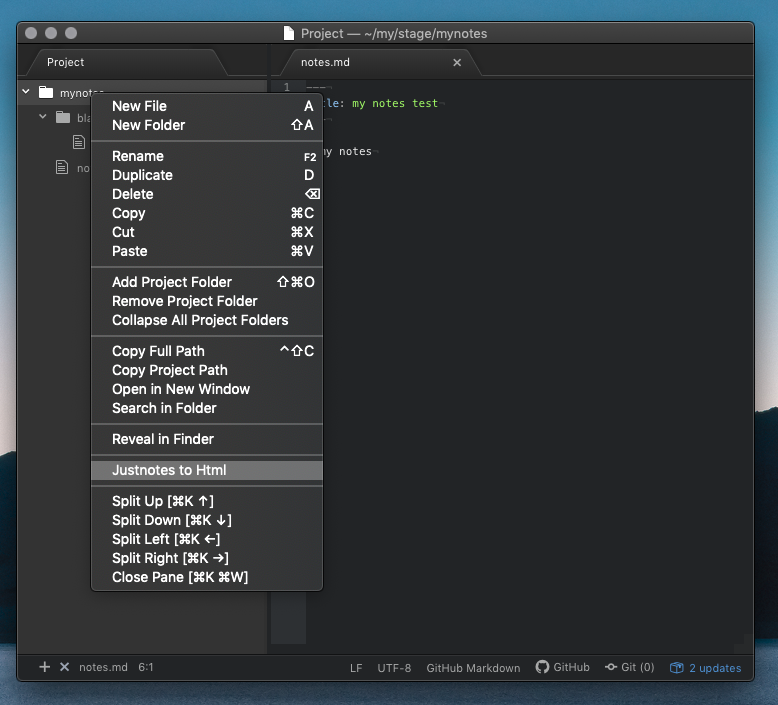 Project — ~/my/stage/mynotes
Project
notes.md
mynotes
1
---
my notes test
my notes
New File A
New Folder ⇧A
Rename F2
Duplicate D
Delete ⌫
Copy ⌘C
Cut ⌘X
Paste ⌘V
Add Project Folder ⇧⌘O
Remove Project Folder
Collapse All Project Folders
Copy Full Path ^⇧C
Copy Project Path
Open in New Window
Search in Folder
Reveal in Finder
Justnotes to Html
Split Up [⌘K ↑]
Split Down [⌘K ↓]
Split Left [⌘K ←]
Split Right [⌘K →]
Close Pane [⌘K ⌘W]
notes.md 6:1 LF UTF-8 GitHub Markdown GitHub Git (0) 2 updates